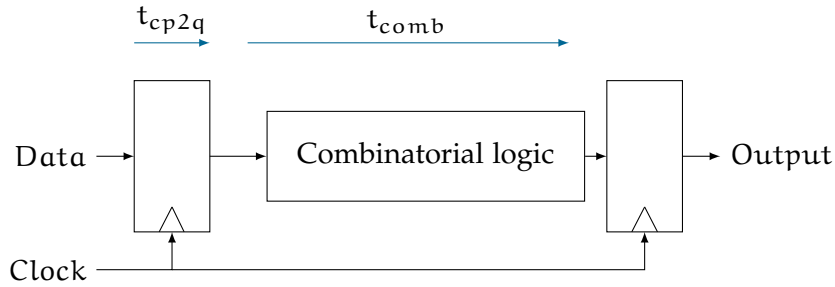 t_cp2q
t_comb
Data
Combinatorial logic
Output
Clock